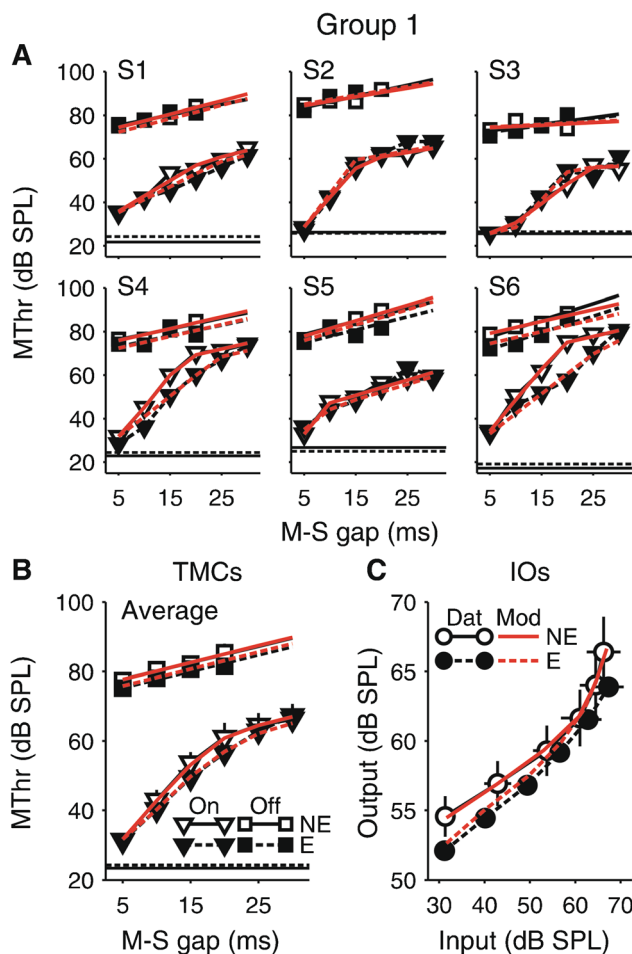 Group 1
A
S1 S2 S3
100
80
60
40
20
MThr (dB SPL)
S4 S5 S6
100
80
60
40
20
5 15 25 5 15 25 5 15 25
M-S gap (ms)
B TMCs
Average
100
80
60
40
20
MThr (dB SPL)
On Off
NE
E
5 15 25
M-S gap (ms)
C IOs
Dat Mod
NE
E
70
65
60
55
50
Output (dB SPL)
30 40 50 60 70
Input (dB SPL)